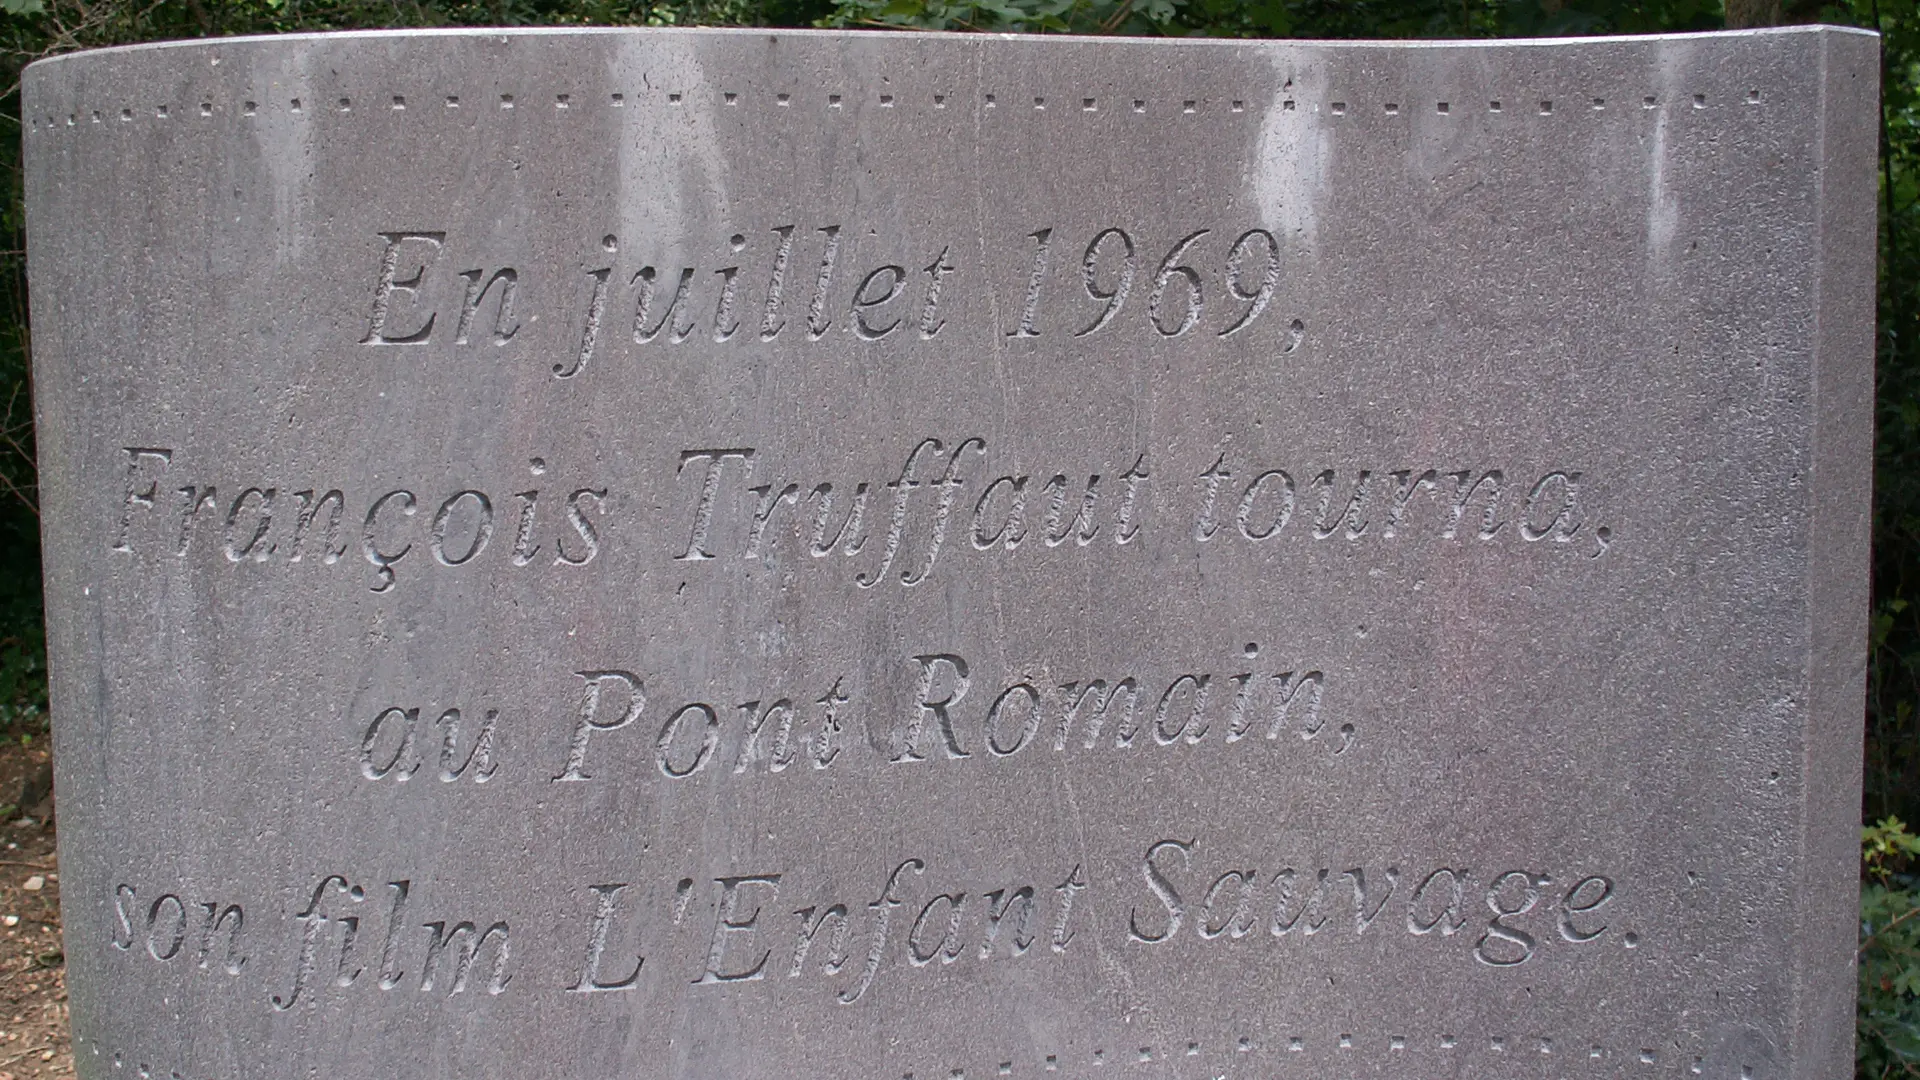 En juillet 1969,
François Truffaut tourna,
au Pont Romain,
son film L'Enfant Sauvage.